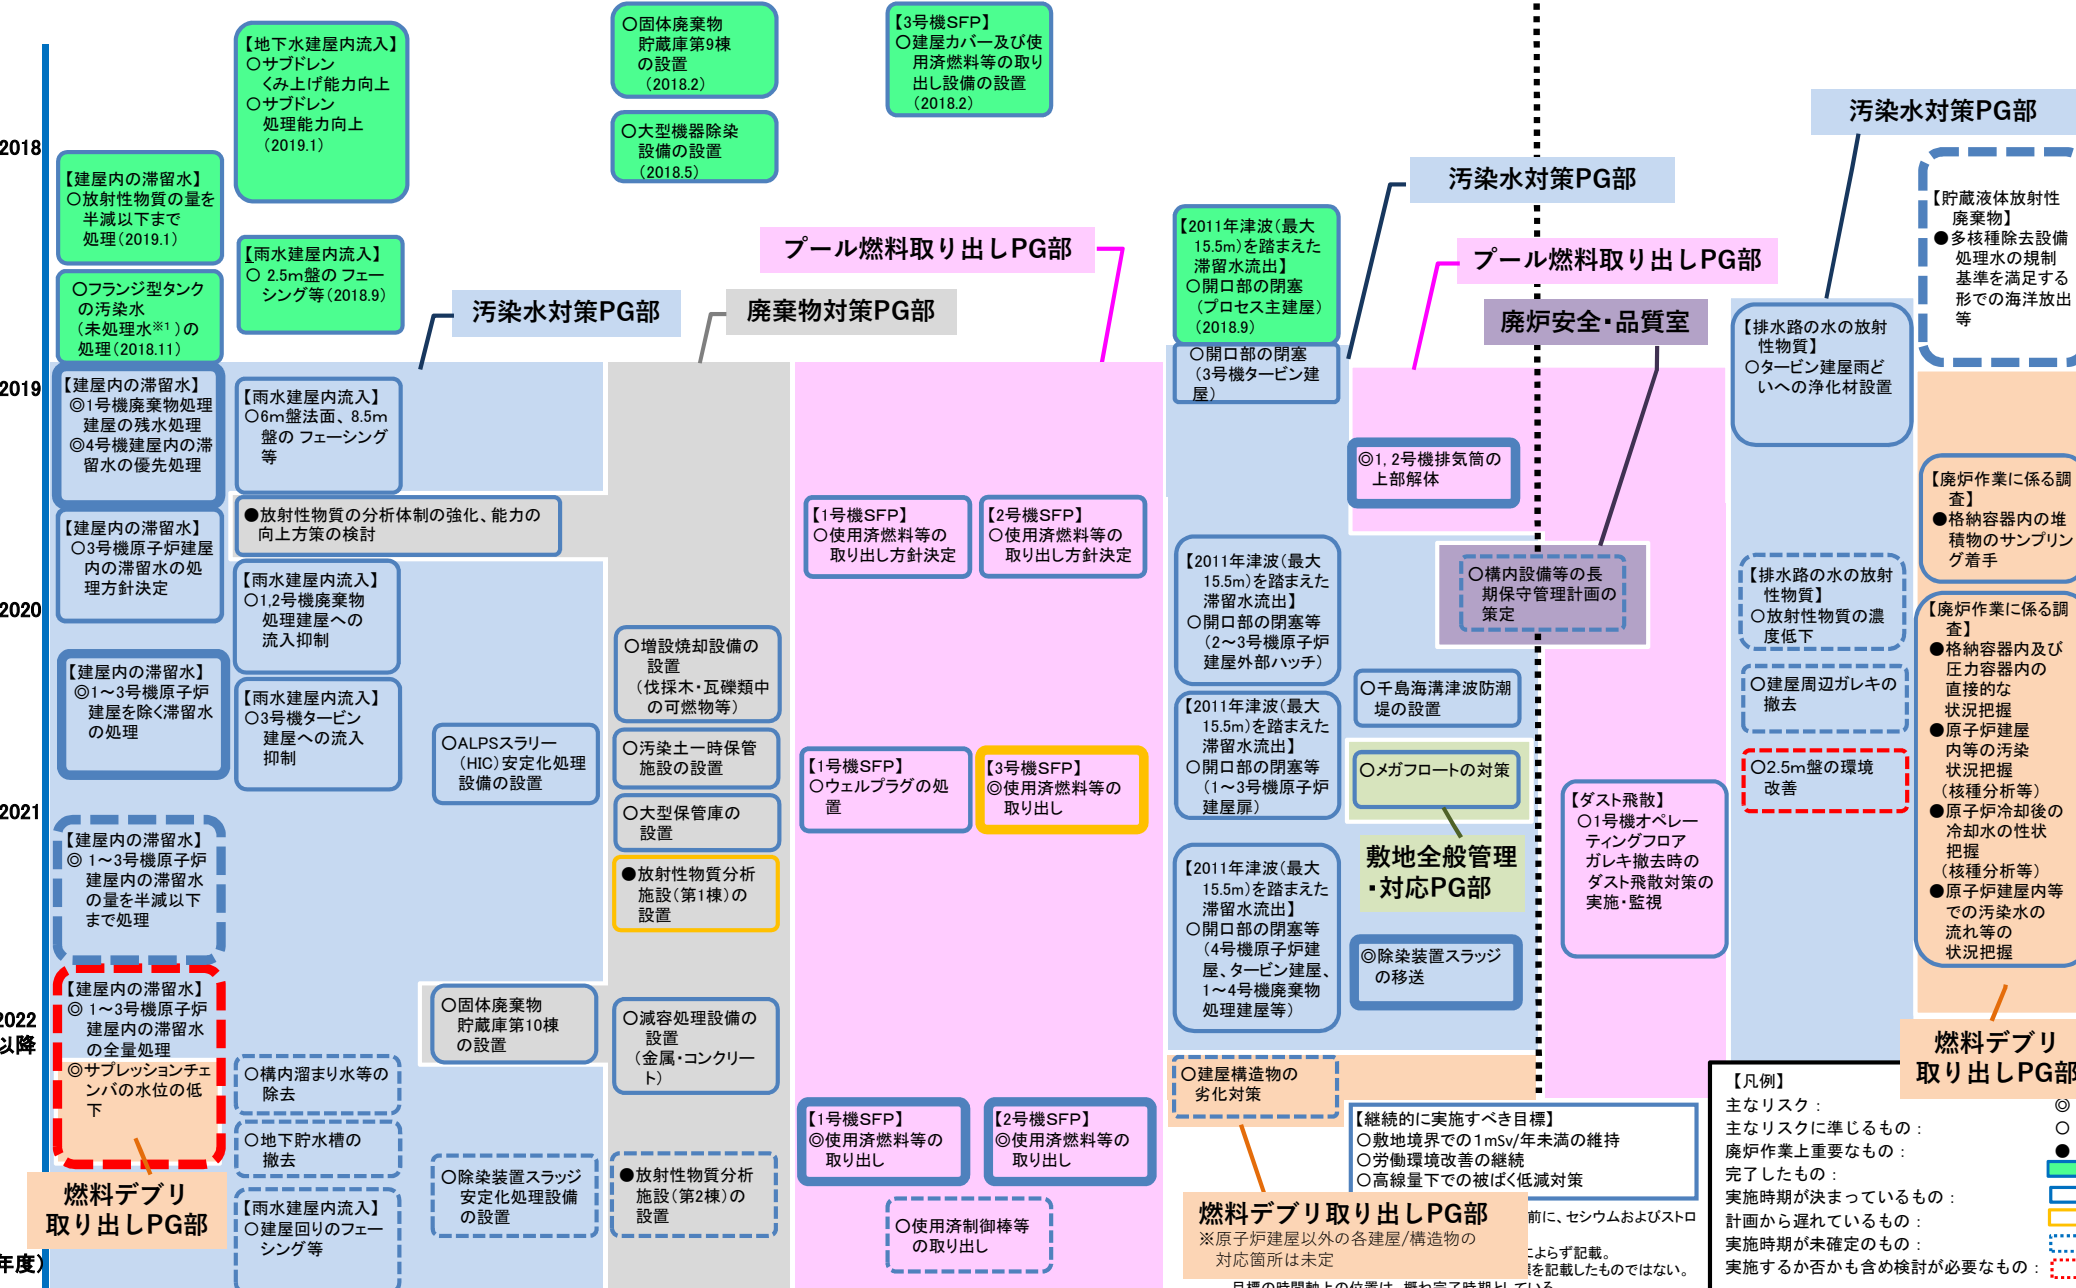 2018
2019
2020
2021
2022
以降
年度)
【地下水建屋内流入】
○サブドレン
くみ上げ能力向上
○サブドレン
処理能力向上
(2019.1)
【建屋内の滞留水】
○放射性物質の量を
半減以下まで
処理(2019.1)
【雨水建屋内流入】
○ 2.5m盤の フェー
シング等(2018.9)
○フランジ型タンク
の汚染水
(未処理水※1)の
処理(2018.11)
○固体廃棄物
貯蔵庫第9棟
の設置
(2018.2)
○大型機器除染
設備の設置
(2018.5)
【3号機SFP】
○建屋カバー及び使
用済燃料等の取り
出し設備の設置
(2018.2)
汚染水対策PG部
廃棄物対策PG部
プール燃料取り出しPG部
【建屋内の滞留水】
◎1号機廃棄物処理
建屋の残水処理
◎4号機建屋内の滞
留水の優先処理
【雨水建屋内流入】
○6m盤法面、8.5m
盤の フェーシング
等
●放射性物質の分析体制の強化、能力の
向上方策の検討
【建屋内の滞留水】
○3号機原子炉建屋
内の滞留水の処
理方針決定
【雨水建屋内流入】
○1,2号機廃棄物
処理建屋への
流入抑制
【建屋内の滞留水】
◎1～3号機原子炉
建屋を除く滞留水
の処理
【雨水建屋内流入】
○3号機タービン
建屋への流入
抑制
○ALPSスラリー
(HIC)安定化処理
設備の設置
【建屋内の滞留水】
◎ 1～3号機原子炉
建屋内の滞留水
の量を半減以下
まで処理
【建屋内の滞留水】
◎ 1～3号機原子炉
建屋内の滞留水
の全量処理
◎サプレッションチェ
ンバの水位の低
下
燃料デブリ
取り出しPG部
○構内溜まり水等の
除去
○地下貯水槽の
撤去
【雨水建屋内流入】
○建屋回りのフェー
シング等
○固体廃棄物
貯蔵庫第10棟
の設置
○除染装置スラッジ
安定化処理設備
の設置
○増設焼却設備の
設置
(伐採木・瓦礫類中
の可燃物等)
○汚染土一時保管
施設の設置
○大型保管庫の
設置
●放射性物質分析
施設(第1棟)の
設置
○減容処理設備の
設置
(金属・コンクリー
ト)
●放射性物質分析
施設(第2棟)の
設置
【1号機SFP】
○使用済燃料等の
取り出し方針決定
【2号機SFP】
○使用済燃料等の
取り出し方針決定
【1号機SFP】
○ウェルプラグの処
置
【3号機SFP】
◎使用済燃料等の
取り出し
【1号機SFP】
◎使用済燃料等の
取り出し
【2号機SFP】
◎使用済燃料等の
取り出し
○使用済制御棒等
の取り出し
汚染水対策PG部
【2011年津波(最大
15.5m)を踏まえた
滞留水流出】
○開口部の閉塞
(プロセス主建屋)
(2018.9)
○開口部の閉塞
(3号機タービン建
屋)
【2011年津波(最大
15.5m)を踏まえた
滞留水流出】
○開口部の閉塞等
(2～3号機原子炉
建屋外部ハッチ)
【2011年津波(最大
15.5m)を踏まえた
滞留水流出】
○開口部の閉塞等
(1～3号機原子炉
建屋扉)
【2011年津波(最大
15.5m)を踏まえた
滞留水流出】
○開口部の閉塞等
(4号機原子炉建
屋、タービン建屋、
1～4号機廃棄物
処理建屋等)
○建屋構造物の
劣化対策
燃料デブリ取り出しPG部
※原子炉建屋以外の各建屋/構造物の
対応箇所は未定
プール燃料取り出しPG部
廃炉安全・品質室
◎1,2号機排気筒の
上部解体
○構内設備等の長
期保守管理計画の
策定
○千島海溝津波防潮
堤の設置
○メガフロートの対策
敷地全般管理
・対応PG部
◎除染装置スラッジ
の移送
【ダスト飛散】
○1号機オペレー
ティングフロア
ガレキ撤去時の
ダスト飛散対策の
実施・監視
【継続的に実施すべき目標】
○敷地境界での1mSv/年未満の維持
○労働環境改善の継続
○高線量下での被ばく低減対策
前に、セシウムおよびストロ
によらず記載。
を記載したものではない。
目標の時間軸上の位置は、概ね完了時期としている
汚染水対策PG部
【排水路の水の放射
性物質】
○タービン建屋雨ど
いへの浄化材設置
【排水路の水の放射
性物質】
○放射性物質の濃
度低下
○建屋周辺ガレキの
撤去
○2.5m盤の環境
改善
【貯蔵液体放射性
廃棄物】
●多核種除去設備
処理水の規制
基準を満足する
形での海洋放出
等
【廃炉作業に係る調
査】
●格納容器内の堆
積物のサンプリン
グ着手
【廃炉作業に係る調
査】
●格納容器内及び
圧力容器内の
直接的な
状況把握
●原子炉建屋
内等の汚染
状況把握
(核種分析等)
●原子炉冷却後の
冷却水の性状
把握
(核種分析等)
●原子炉建屋内等
での汚染水の
流れ等の
状況把握
燃料デブリ
取り出しPG部
【凡例】
主なリスク： ◎
主なリスクに準じるもの： ○
廃炉作業上重要なもの： ●
完了したもの：
実施時期が決まっているもの：
計画から遅れているもの：
実施時期が未確定のもの：
実施するか否かも含め検討が必要なもの：